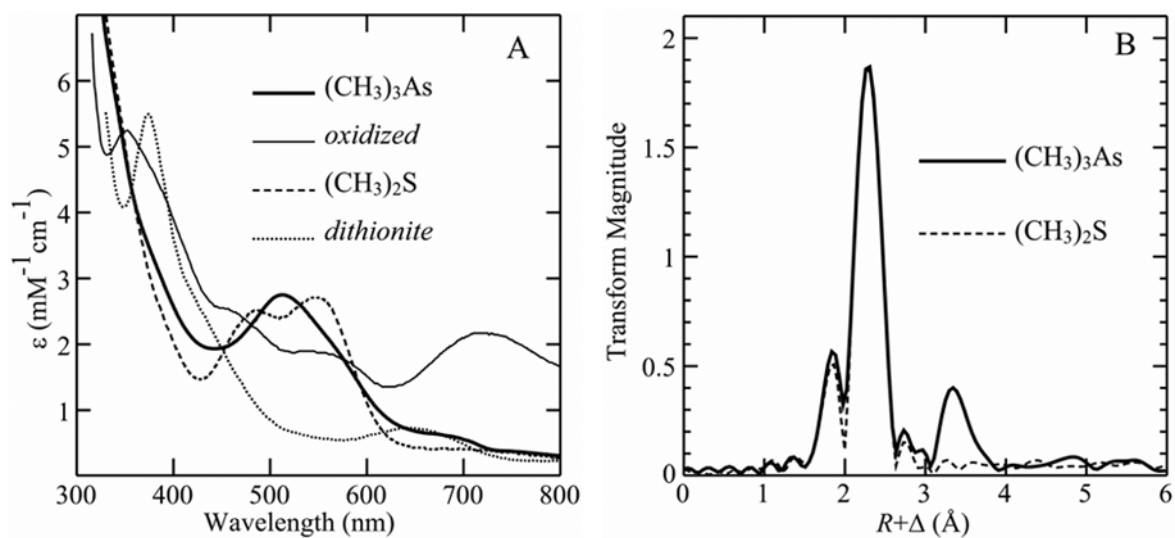 A
(CH₃)₃As
oxidized
(CH₃)₂S
dithionite
ε (mM⁻¹ cm⁻¹)
6
5
4
3
2
1
300 400 500 600 700 800
Wavelength (nm)
B
(CH₃)₃As
(CH₃)₂S
Transform Magnitude
2
1.5
1
0.5
0
0 1 2 3 4 5 6
R+Δ (Å)